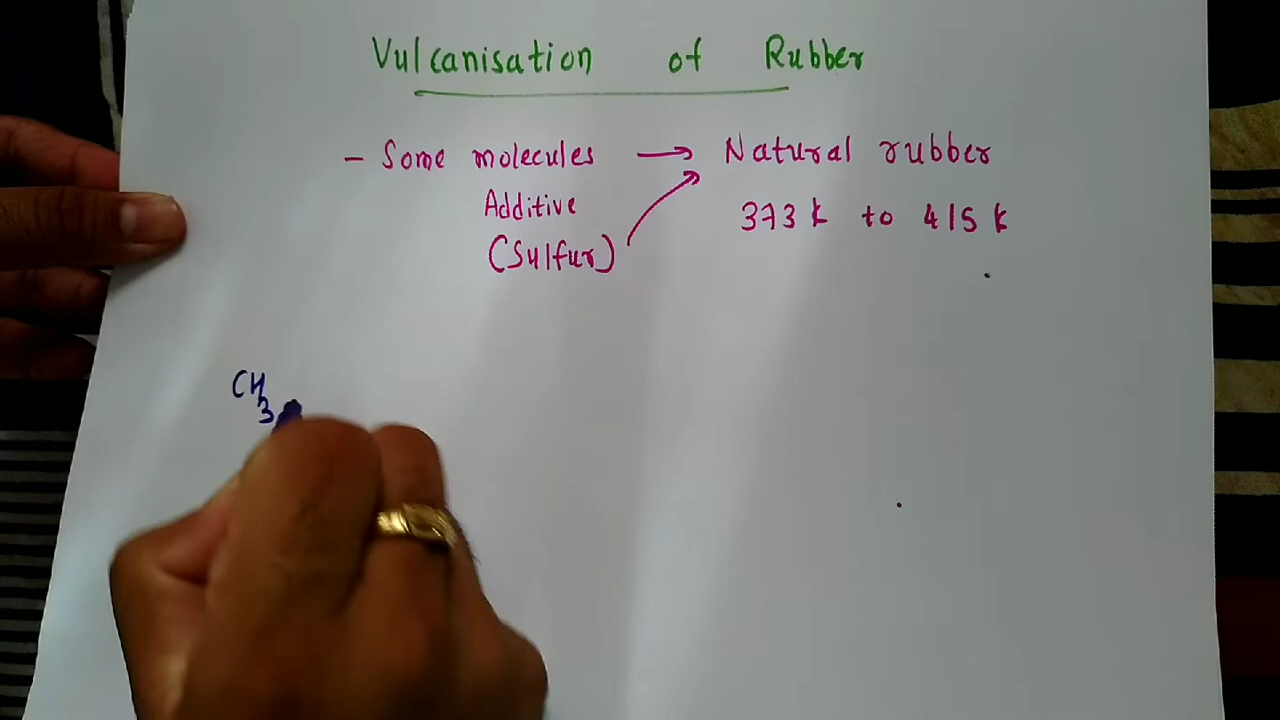 Vulcanisation of Rubber
- Some molecules → Natural rubber
Additive 373 k to 415 k
(Sulfur)
CH3